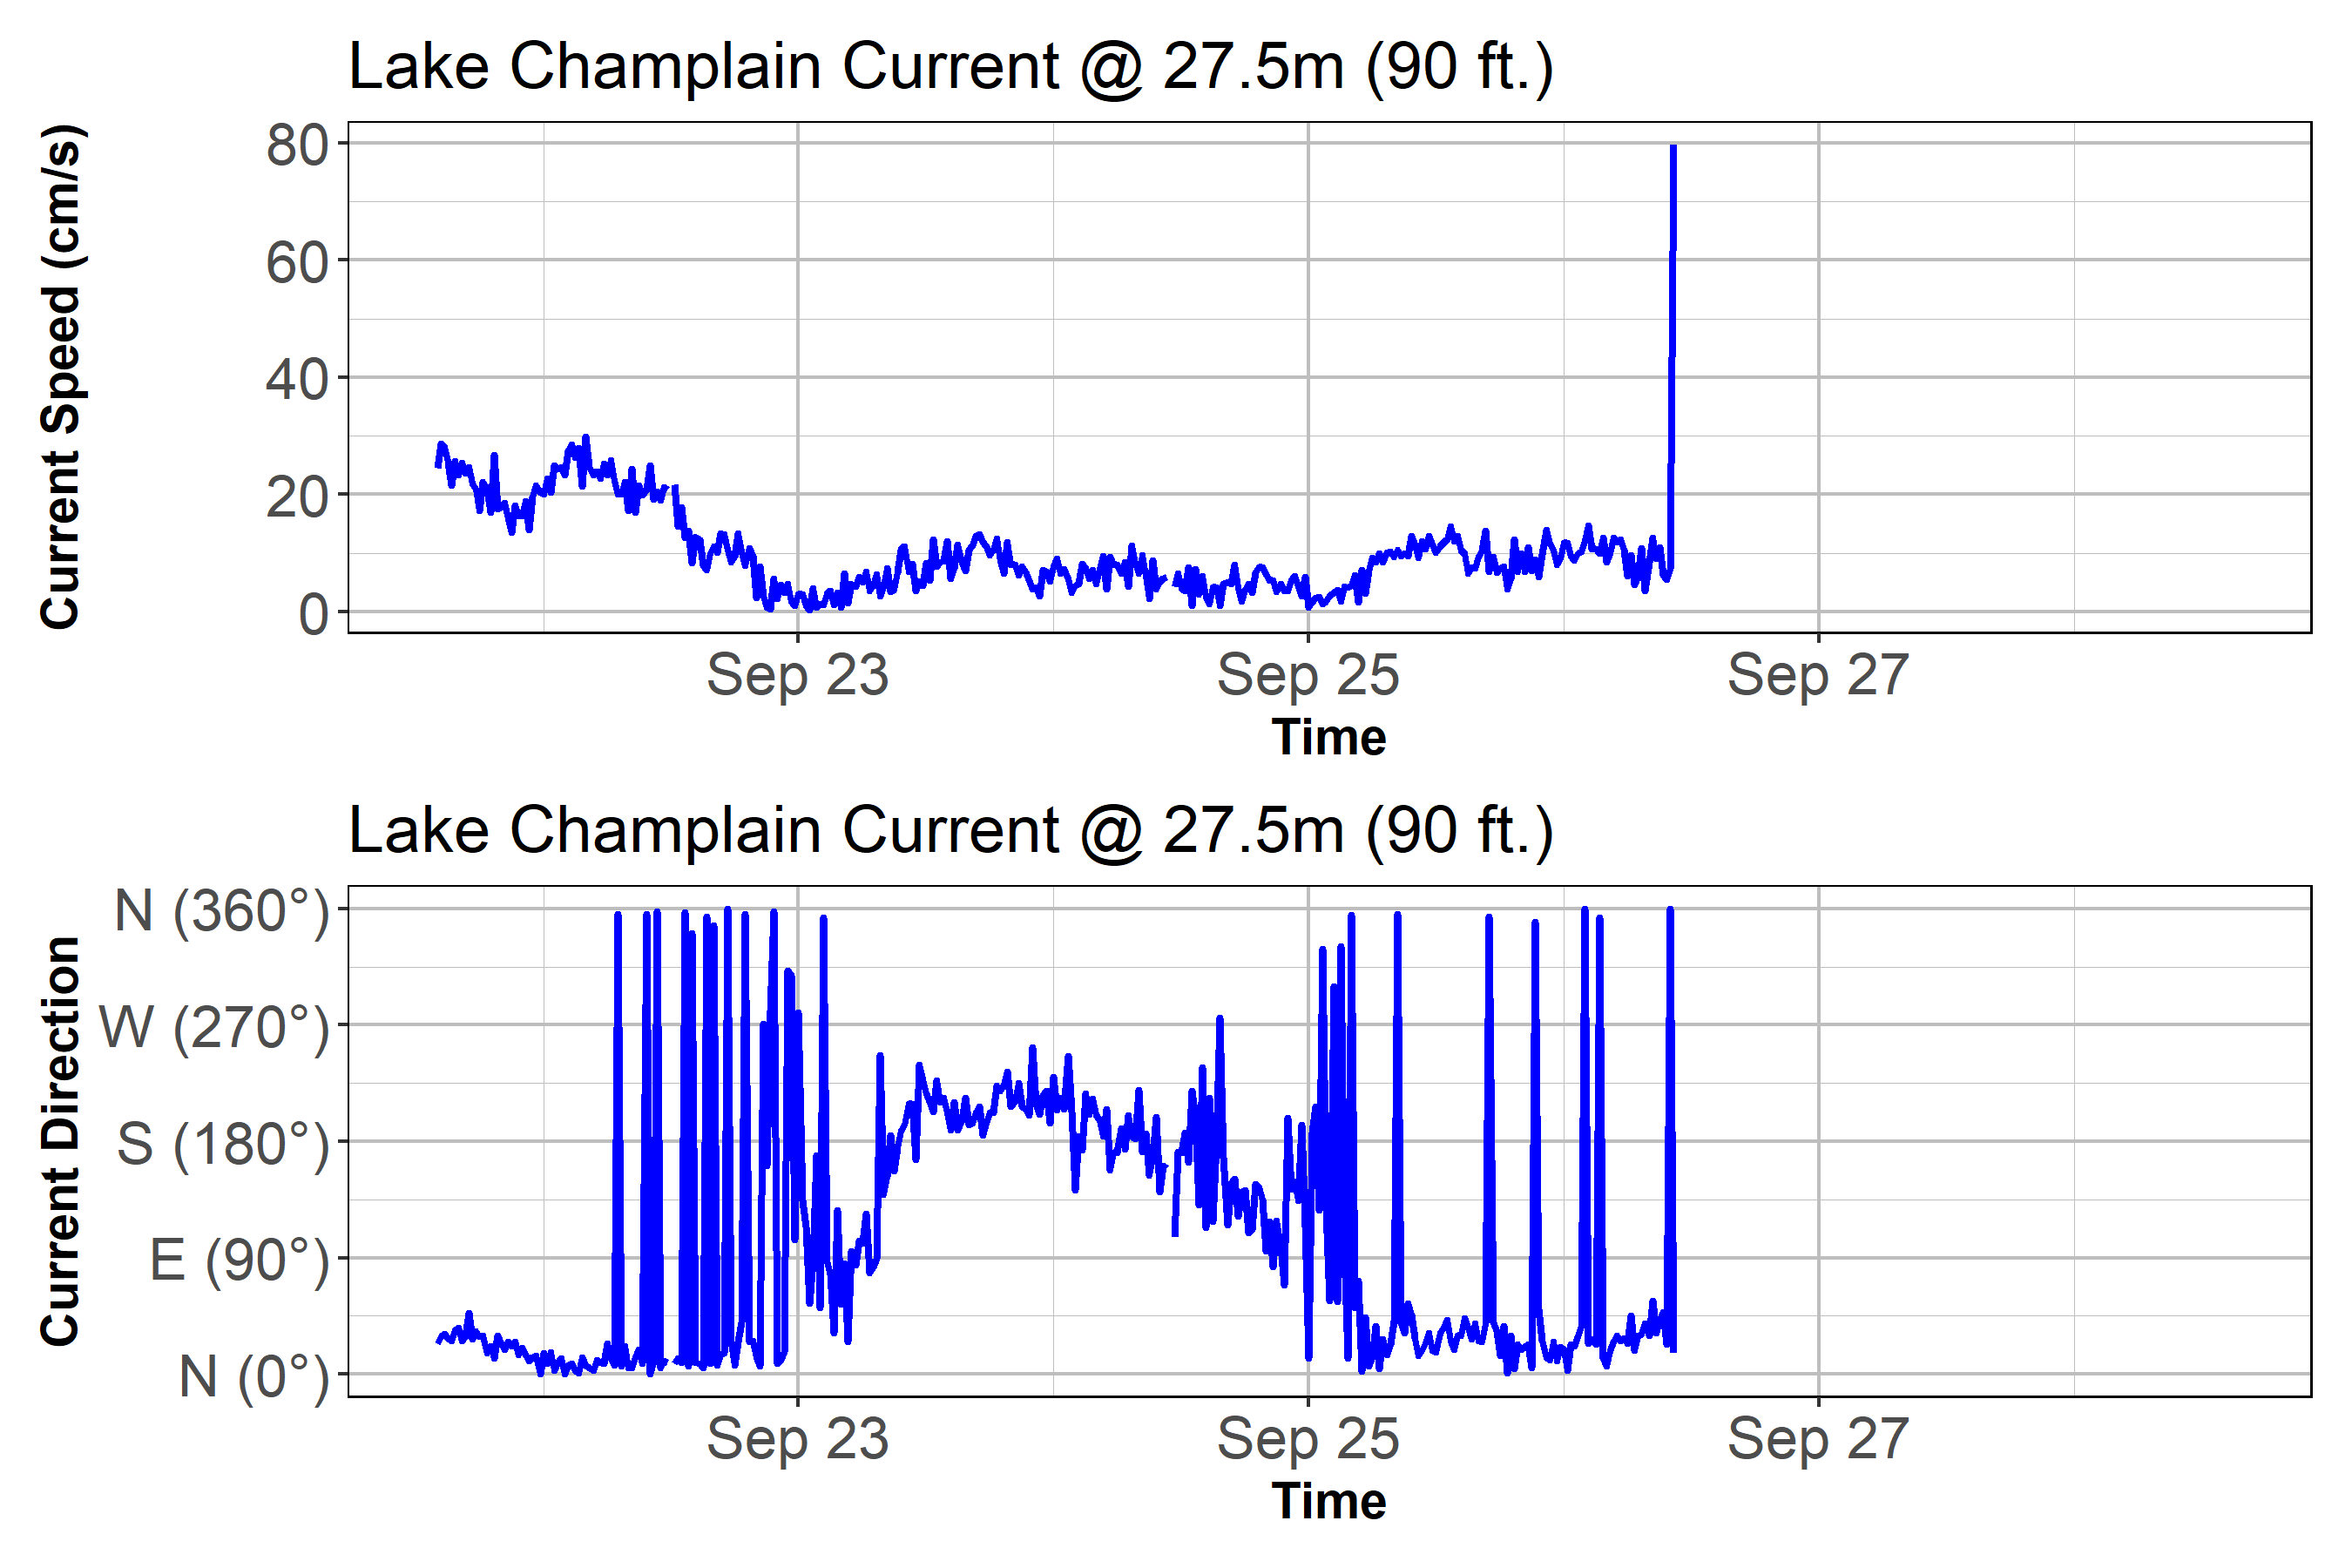 Lake Champlain Current @ 27.5m (90 ft.)
Current Speed (cm/s)
80
60
40
20
0
Sep 23
Sep 25
Sep 27
Time
Lake Champlain Current @ 27.5m (90 ft.)
Current Direction
N (360°)
W (270°)
S (180°)
E (90°)
N (0°)
Sep 23
Sep 25
Sep 27
Time